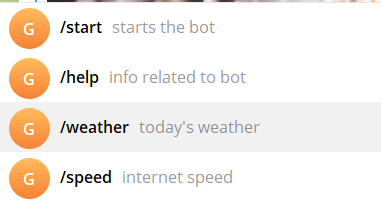 G /start starts the bot
G /help info related to bot
G /weather today's weather
G /speed internet speed